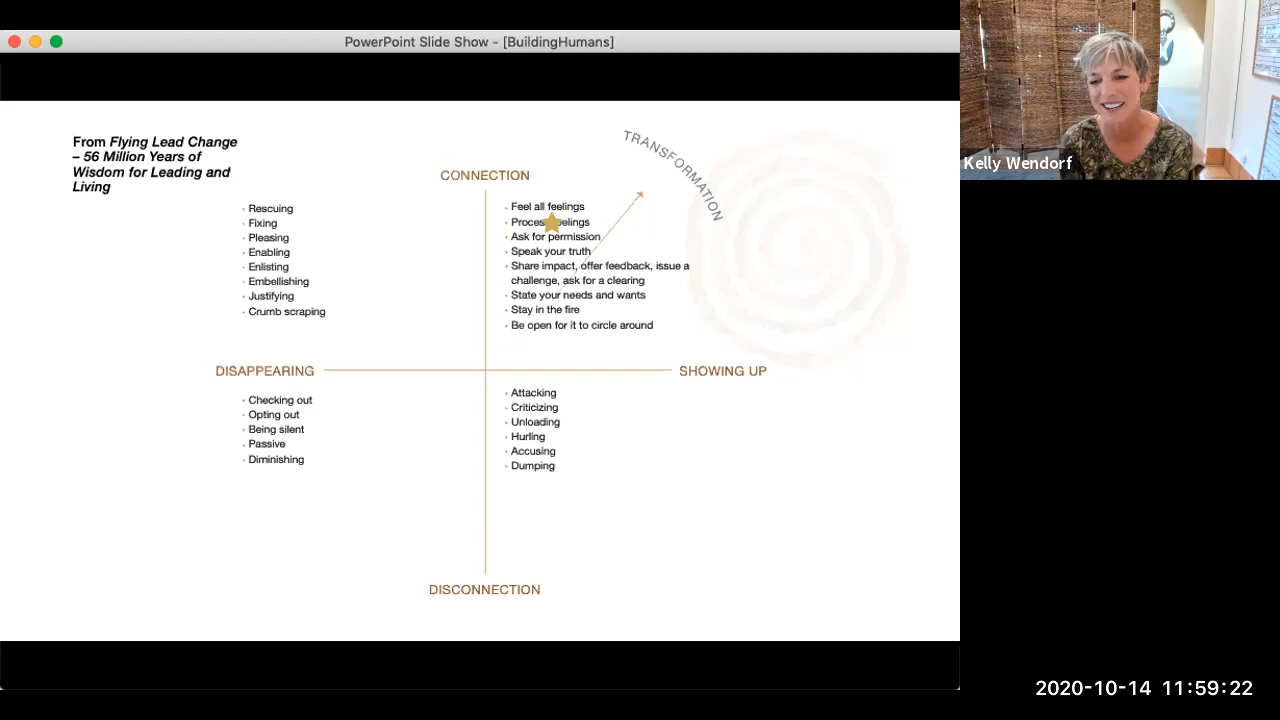 PowerPoint Slide Show - [BuildingHumans]
From Flying Lead Change
– 56 Million Years of
Wisdom for Leading and
Living
TRANSFORMATION
CONNECTION
Rescuing
Fixing
Pleasing
Enabling
Enlisting
Embellishing
Justifying
Crumb scraping
Feel all feelings
Ask for permission
Speak your truth
Share impact, offer feedback, issue a
challenge, ask for a clearing
State your needs and wants
Stay in the fire
Be open for it to circle around
DISAPPEARING
SHOWING UP
Checking out
Opting out
Being silent
Passive
Diminishing
Attacking
Criticizing
Unloading
Hurling
Accusing
Dumping
DISCONNECTION
Kelly Wendorf
2020-10-14 11:59:22